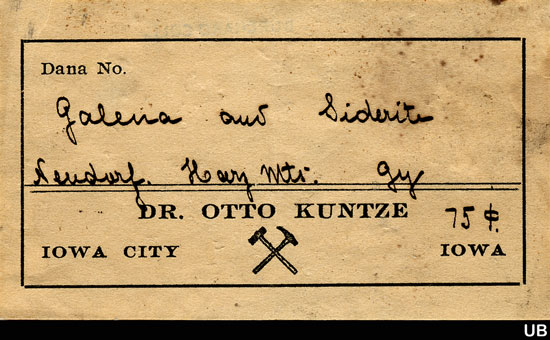 Dana No.
Galena and Siderite
Neudorf. Harz Mts. Gy
DR. OTTO KUNTZE
75¢.
IOWA CITY IOWA
UB